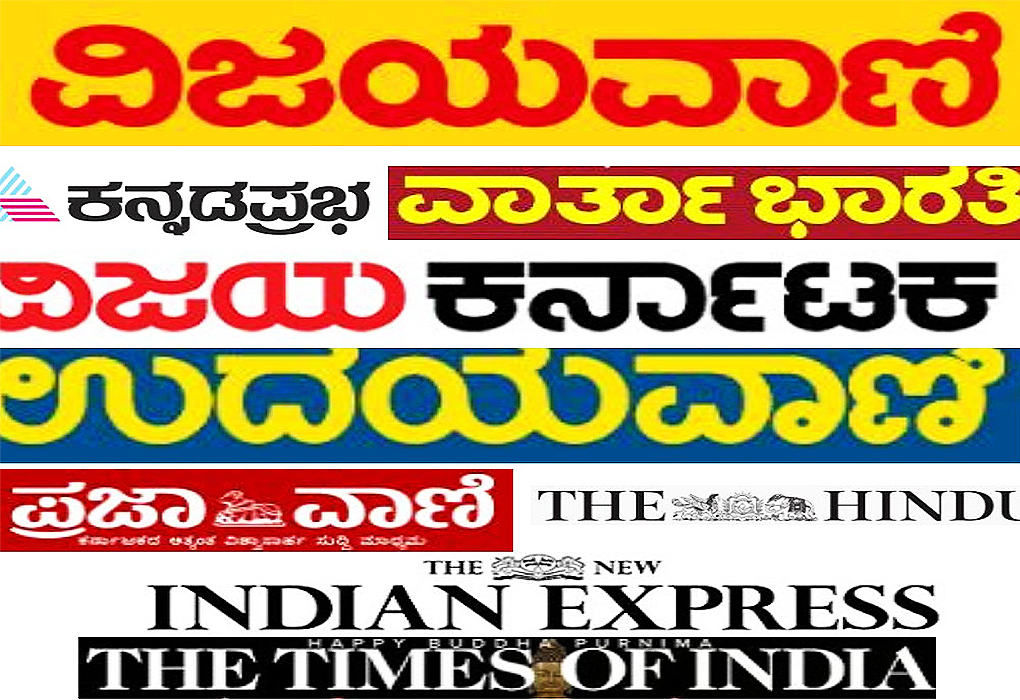 ವಿಜಯವಾಣಿ
ಕನ್ನಡಪ್ರಭ
ವಾರ್ತಾ ಭಾರತಿ
ವಿಜಯ ಕರ್ನಾಟಕ
ಉದಯವಾಣಿ
ಪ್ರಜಾವಾಣಿ
ಕರ್ನಾಟಕದ ಅತ್ಯಂತ ವಿಶ್ವಾಸಾರ್ಹ ಸುದ್ದಿ ಮಾಧ್ಯಮ
THE HINDU
THE NEW
INDIAN EXPRESS
HAPPY BUDDHA PURNIMA
THE TIMES OF INDIA